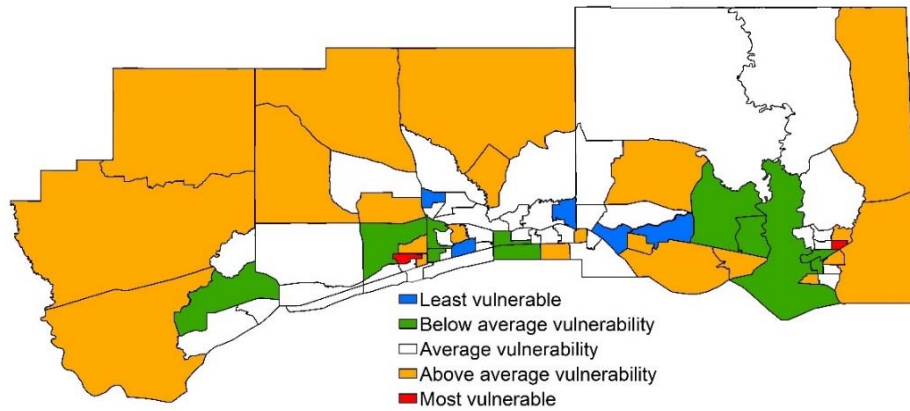 Least vulnerable
Below average vulnerability
Average vulnerability
Above average vulnerability
Most vulnerable